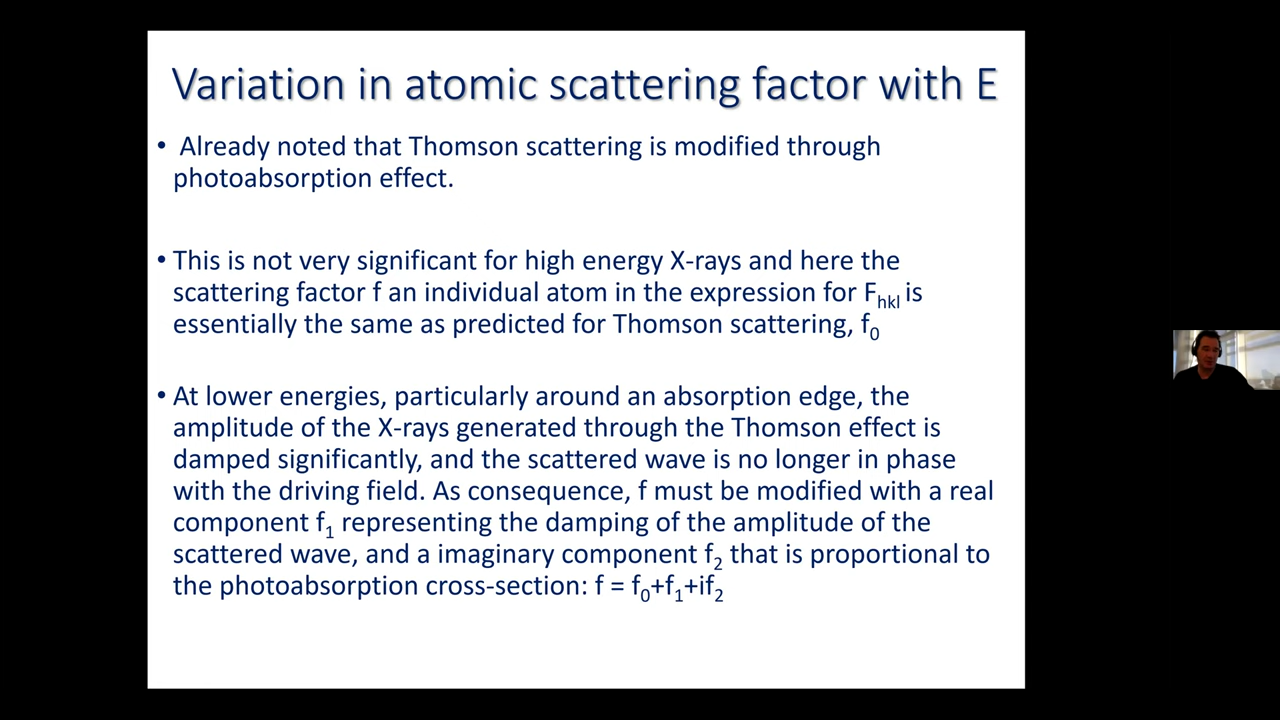 Variation in atomic scattering factor with E
• Already noted that Thomson scattering is modified through
photoabsorption effect.
• This is not very significant for high energy X-rays and here the
scattering factor f an individual atom in the expression for Fₕₖₗ is
essentially the same as predicted for Thomson scattering, f₀
• At lower energies, particularly around an absorption edge, the
amplitude of the X-rays generated through the Thomson effect is
damped significantly, and the scattered wave is no longer in phase
with the driving field. As consequence, f must be modified with a real
component f₁ representing the damping of the amplitude of the
scattered wave, and a imaginary component f₂ that is proportional to
the photoabsorption cross-section: f = f₀+f₁+if₂